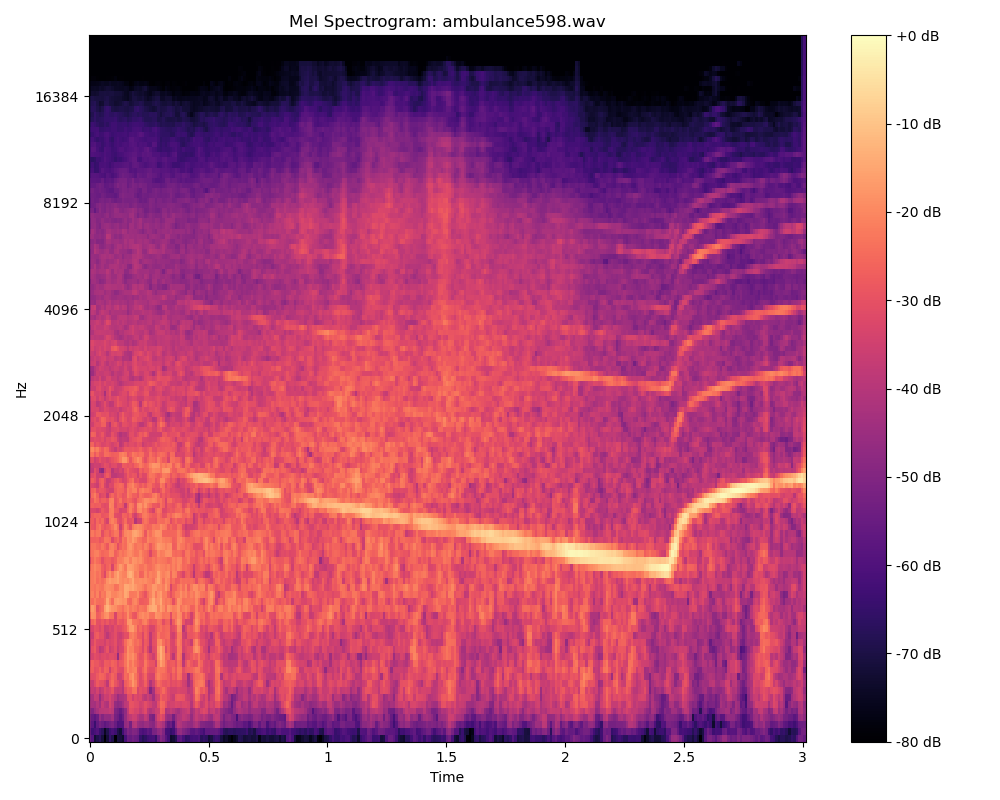 Mel Spectrogram: ambulance598.wav
+0 dB
16384
-10 dB
8192
-20 dB
4096
-30 dB
Hz
-40 dB
2048
-50 dB
1024
-60 dB
512
-70 dB
0
-80 dB
0 0.5 1 1.5 2 2.5 3
Time